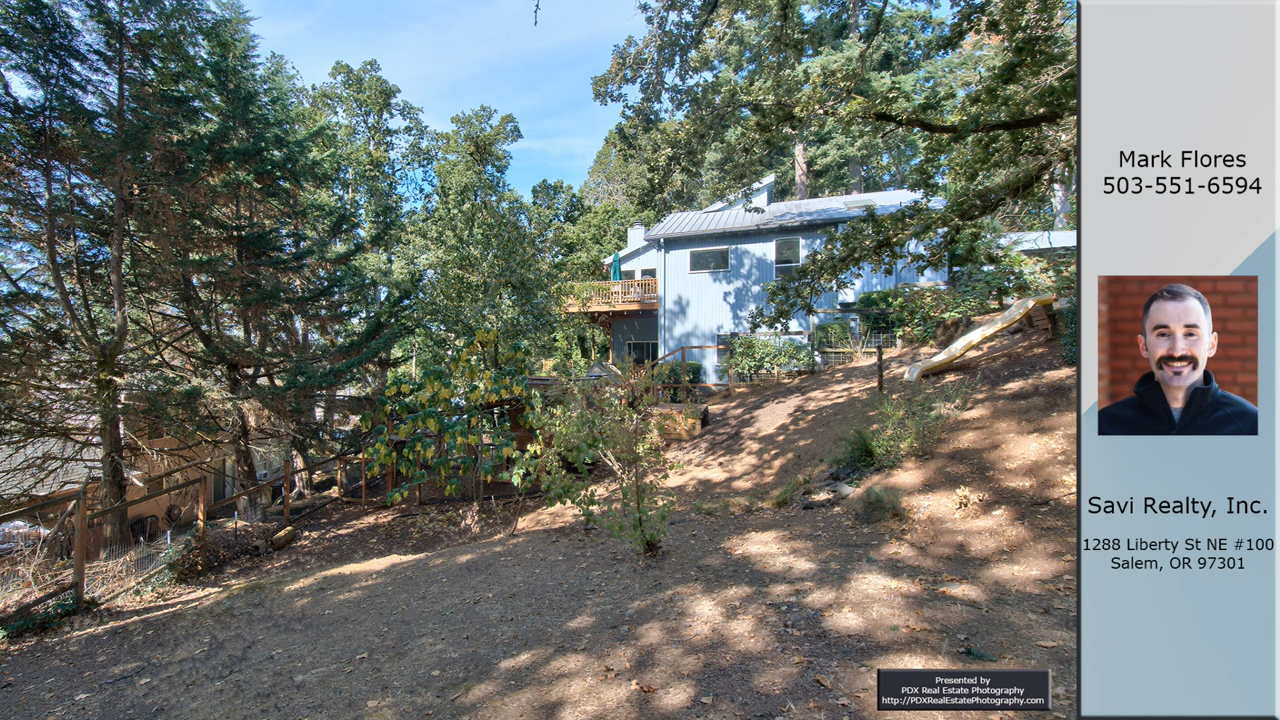 Mark Flores
503-551-6594
Savi Realty, Inc.
1288 Liberty St NE #100
Salem, OR 97301
Presented by
PDX Real Estate Photography
http://PDXRealEstatePhotography.com